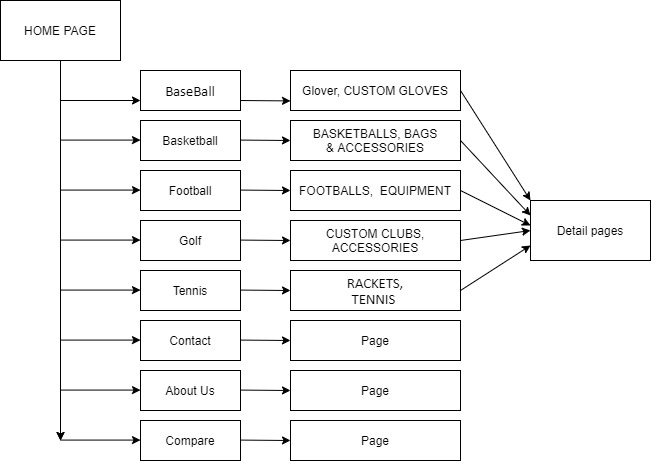 HOME PAGE
BaseBall
Glover, CUSTOM GLOVES
Basketball
BASKETBALLS, BAGS
& ACCESSORIES
Football
FOOTBALLS, EQUIPMENT
Detail pages
Golf
CUSTOM CLUBS,
ACCESSORIES
Tennis
RACKETS,
TENNIS
Contact
Page
About Us
Page
Compare
Page